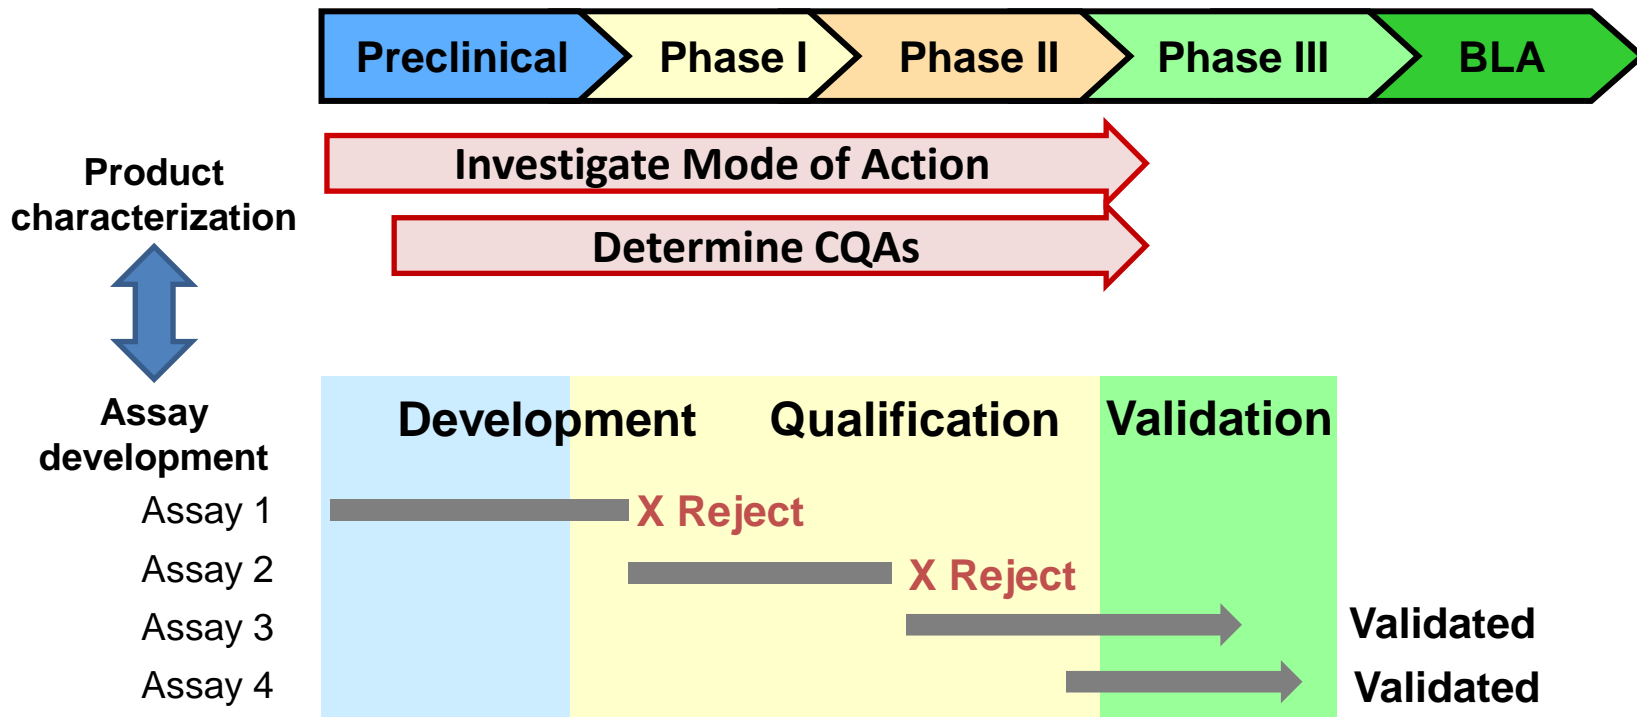 Preclinical
Phase I
Phase II
Phase III
BLA
Investigate Mode of Action
Determine CQAs
Product
characterization
Assay
development
Development
Qualification
Validation
Assay 1
X Reject
Assay 2
X Reject
Assay 3
Validated
Assay 4
Validated